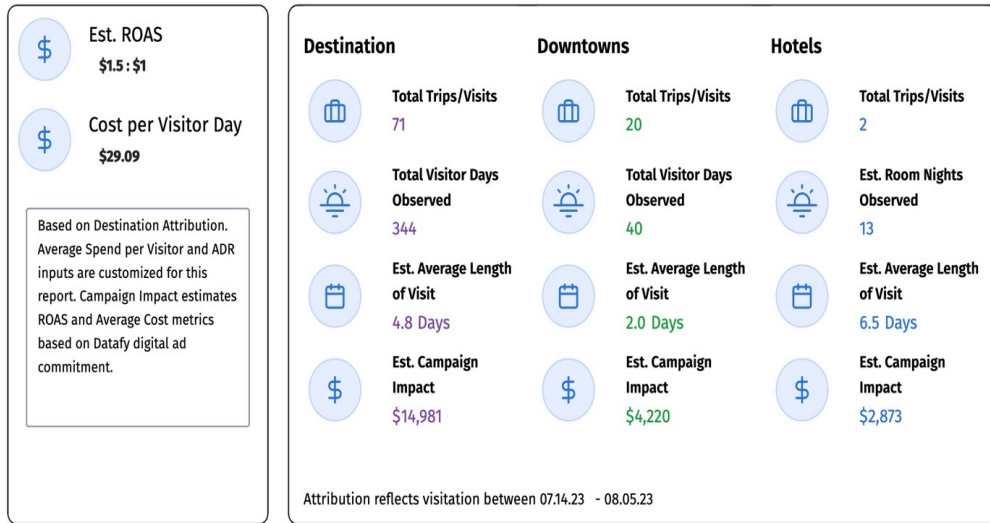 Est. ROAS
$1.5 : $1
Cost per Visitor Day
$29.09
Based on Destination Attribution.
Average Spend per Visitor and ADR
inputs are customized for this
report. Campaign Impact estimates
ROAS and Average Cost metrics
based on Datafy digital ad
commitment.
Destination
Total Trips/Visits
71
Total Visitor Days
Observed
344
Est. Average Length
of Visit
4.8 Days
Est. Campaign
Impact
$14,981
Downtowns
Total Trips/Visits
20
Total Visitor Days
Observed
40
Est. Average Length
of Visit
2.0 Days
Est. Campaign
Impact
$4,220
Hotels
Total Trips/Visits
2
Est. Room Nights
Observed
13
Est. Average Length
of Visit
6.5 Days
Est. Campaign
Impact
$2,873
Attribution reflects visitation between 07.14.23 - 08.05.23